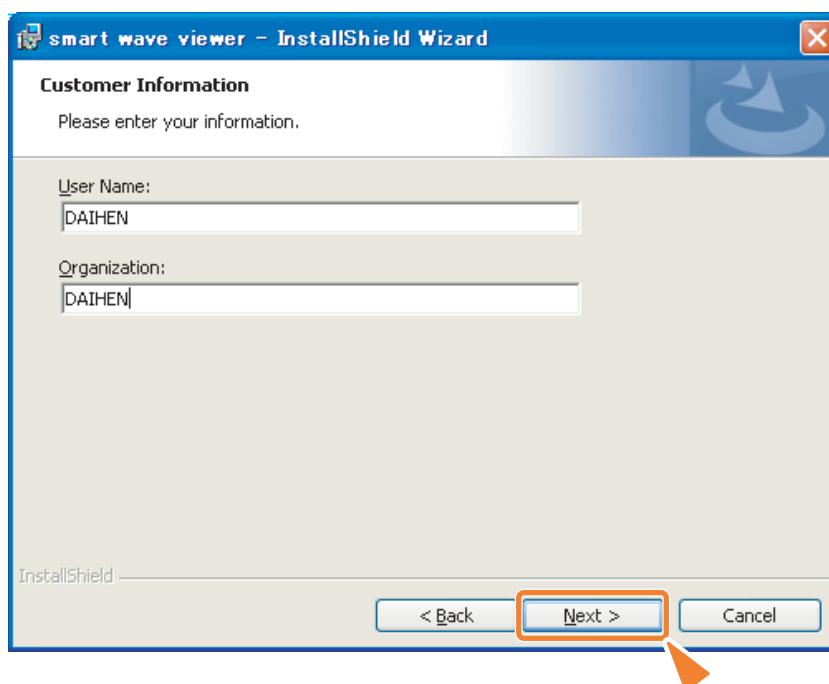 smart wave viewer - InstallShield Wizard
Customer Information
Please enter your information.
User Name:
DAIHEN
Organization:
DAIHEN
InstallShield
< Back Next > Cancel